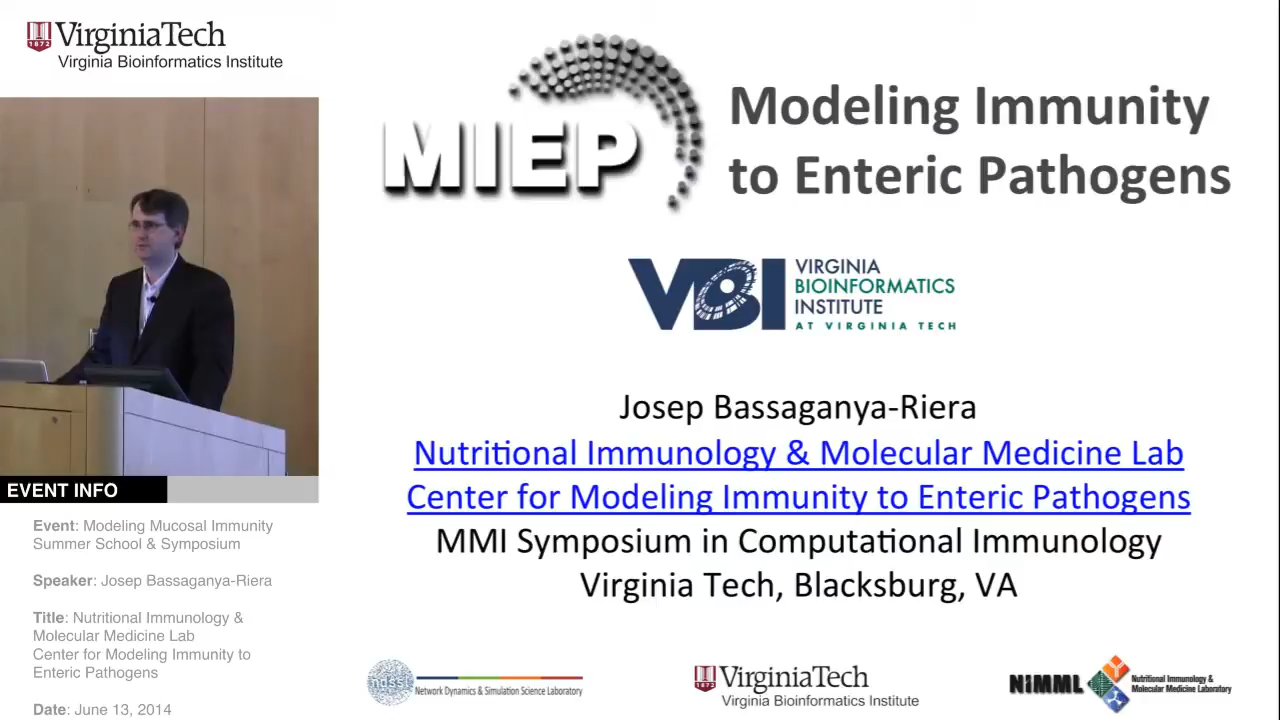 VirginiaTech
1872
Virginia Bioinformatics Institute
EVENT INFO
Event: Modeling Mucosal Immunity
Summer School & Symposium
Speaker: Josep Bassaganya-Riera
Title: Nutritional Immunology &
Molecular Medicine Lab
Center for Modeling Immunity to
Enteric Pathogens
Date: June 13, 2014
MIEP
Modeling Immunity
to Enteric Pathogens
VBI
VIRGINIA
BIOINFORMATICS
INSTITUTE
AT VIRGINIA TECH
Josep Bassaganya-Riera
Nutritional Immunology & Molecular Medicine Lab
Center for Modeling Immunity to Enteric Pathogens
MMI Symposium in Computational Immunology
Virginia Tech, Blacksburg, VA
ndssl
Network Dynamics & Simulation Science Laboratory
VirginiaTech
1872
Virginia Bioinformatics Institute
NIMML
Nutritional Immunology &
Molecular Medicine Laboratory